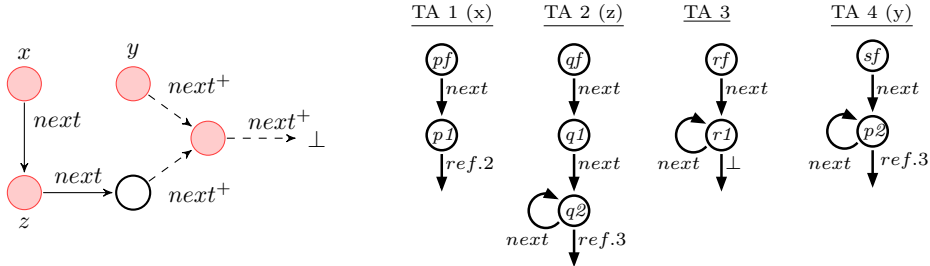 x
y
next
next⁺
next⁺
⊥
next
next⁺
z
TA 1 (x)
pf
next
p1
ref.2
TA 2 (z)
qf
next
q1
next
q2
next
ref.3
TA 3
rf
next
r1
next
⊥
TA 4 (y)
sf
next
p2
next
ref.3